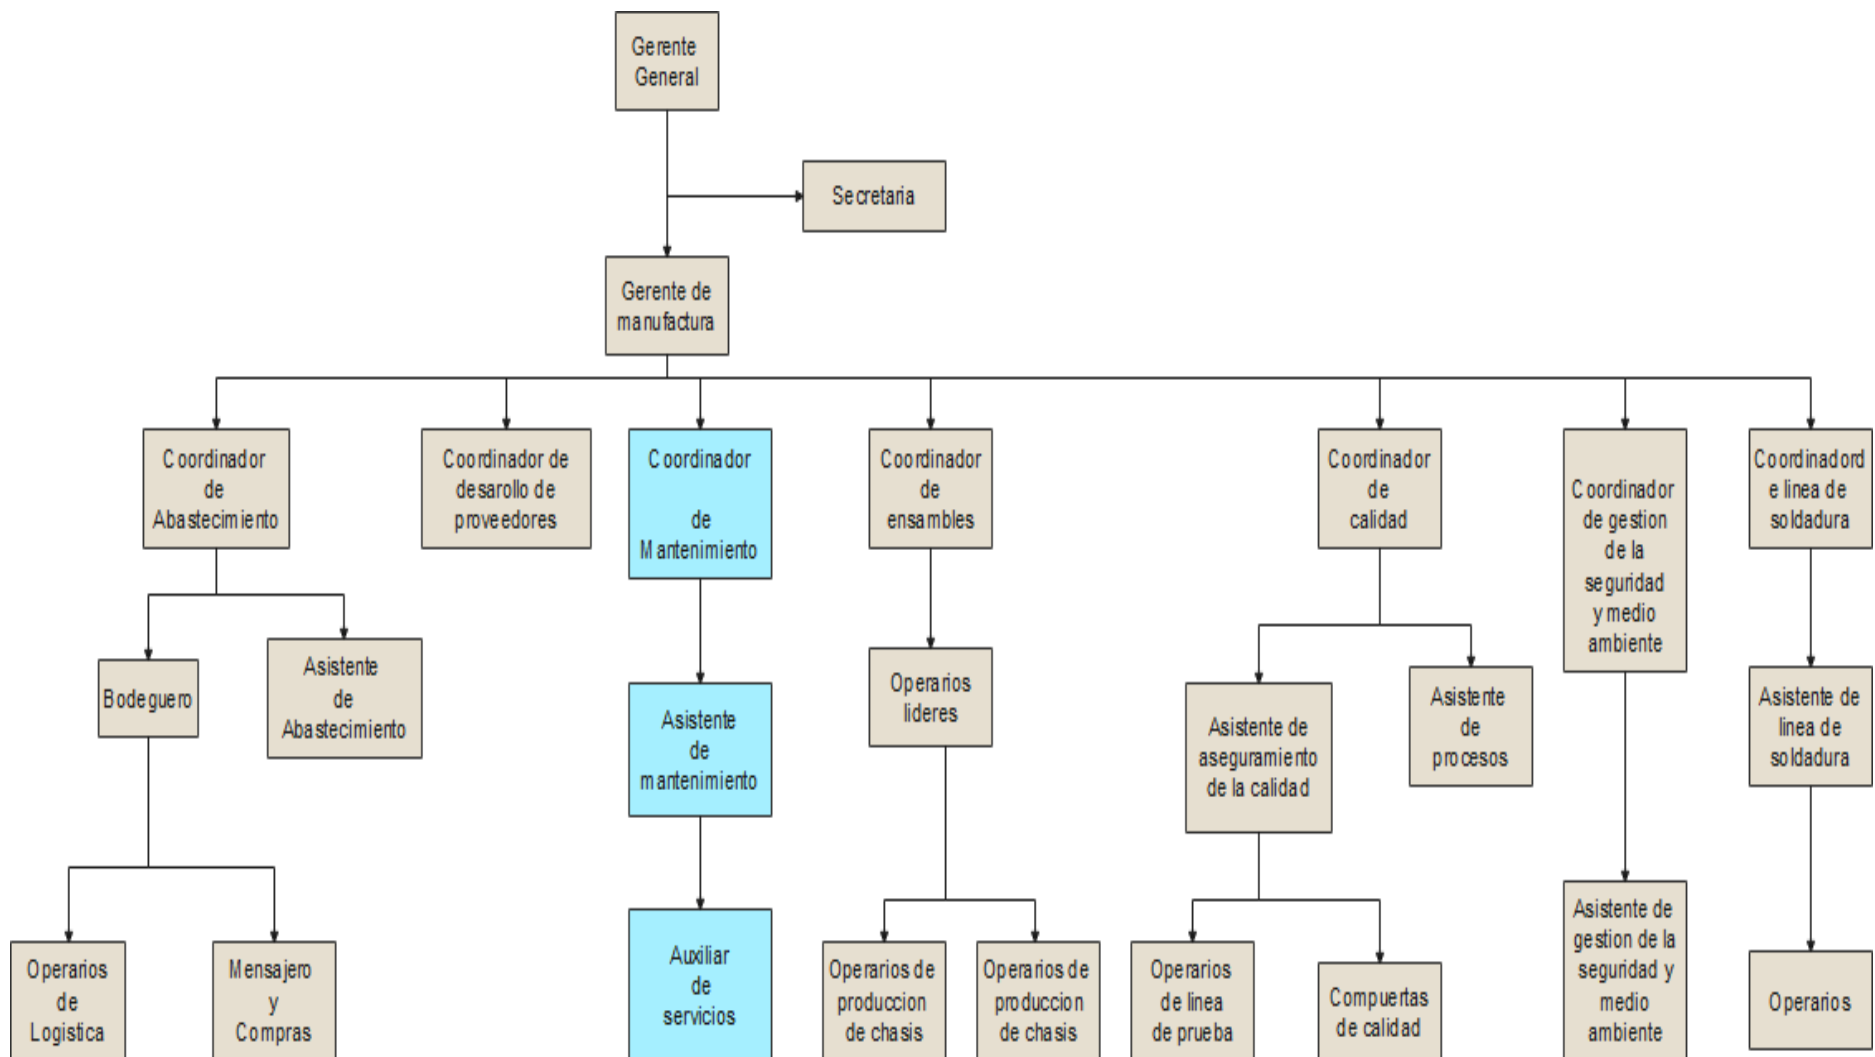 Gerente
General
Secretaria
Gerente de
manufactura
Coordinador
de
Abastecimiento
Coordinador de
desarollo de
proveedores
Coordinador
de
Mantenimiento
Coordinador
de
ensambles
Coordinador
de
calidad
Coordinador
de gestion
de la
seguridad
y medio
ambiente
Coordinadord
e linea de
soldadura
Bodeguero
Asistente
de
Abastecimiento
Asistente
de
mantenimiento
Operarios
lideres
Asistente de
aseguramiento
de la calidad
Asistente
de
procesos
Asistente de
linea de
soldadura
Operarios
de
Logistica
Mensajero
y
Compras
Auxiliar
de
servicios
Operarios de
produccion
de chasis
Operarios de
produccion
de chasis
Operarios
de linea
de prueba
Compuertas
de calidad
Asistente de
gestion de la
seguridad y
medio
ambiente
Operarios